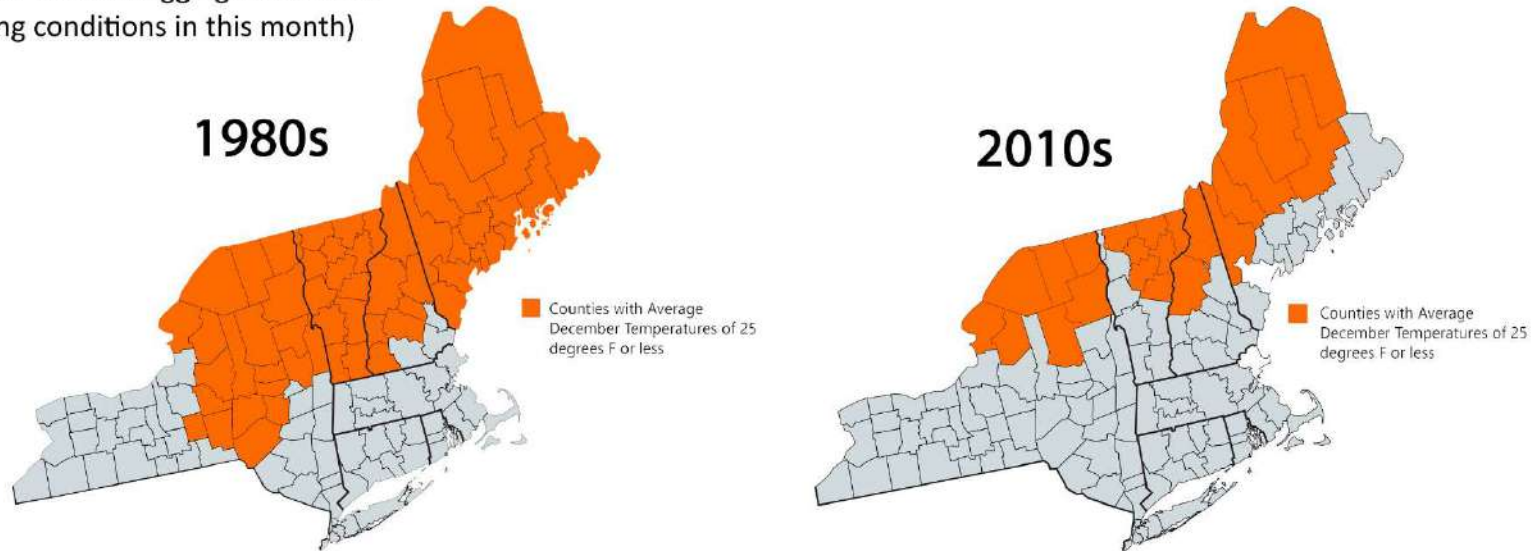 ng conditions in this month)
1980s
Counties with Average
December Temperatures of 25
degrees F or less
2010s
Counties with Average
December Temperatures of 25
degrees F or less